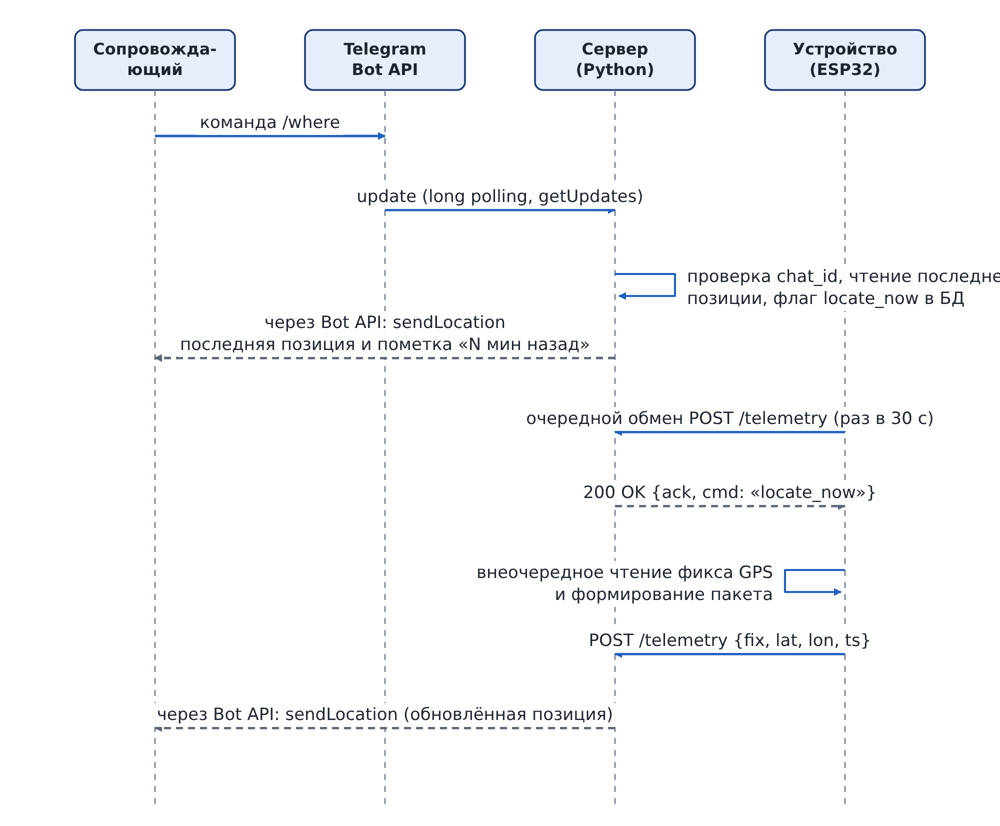 Сопровожда-
ющий
Telegram
Bot API
Сервер
(Python)
Устройство
(ESP32)
команда /where
update (long polling, getUpdates)
проверка chat_id, чтение последне
позиции, флаг locate_now в БД
через Bot API: sendLocation
последняя позиция и пометка «N мин назад»
очередной обмен POST /telemetry (раз в 30 с)
200 OK {ack, cmd: «locate_now»}
внеочередное чтение фикса GPS
и формирование пакета
POST /telemetry {fix, lat, lon, ts}
через Bot API: sendLocation (обновлённая позиция)